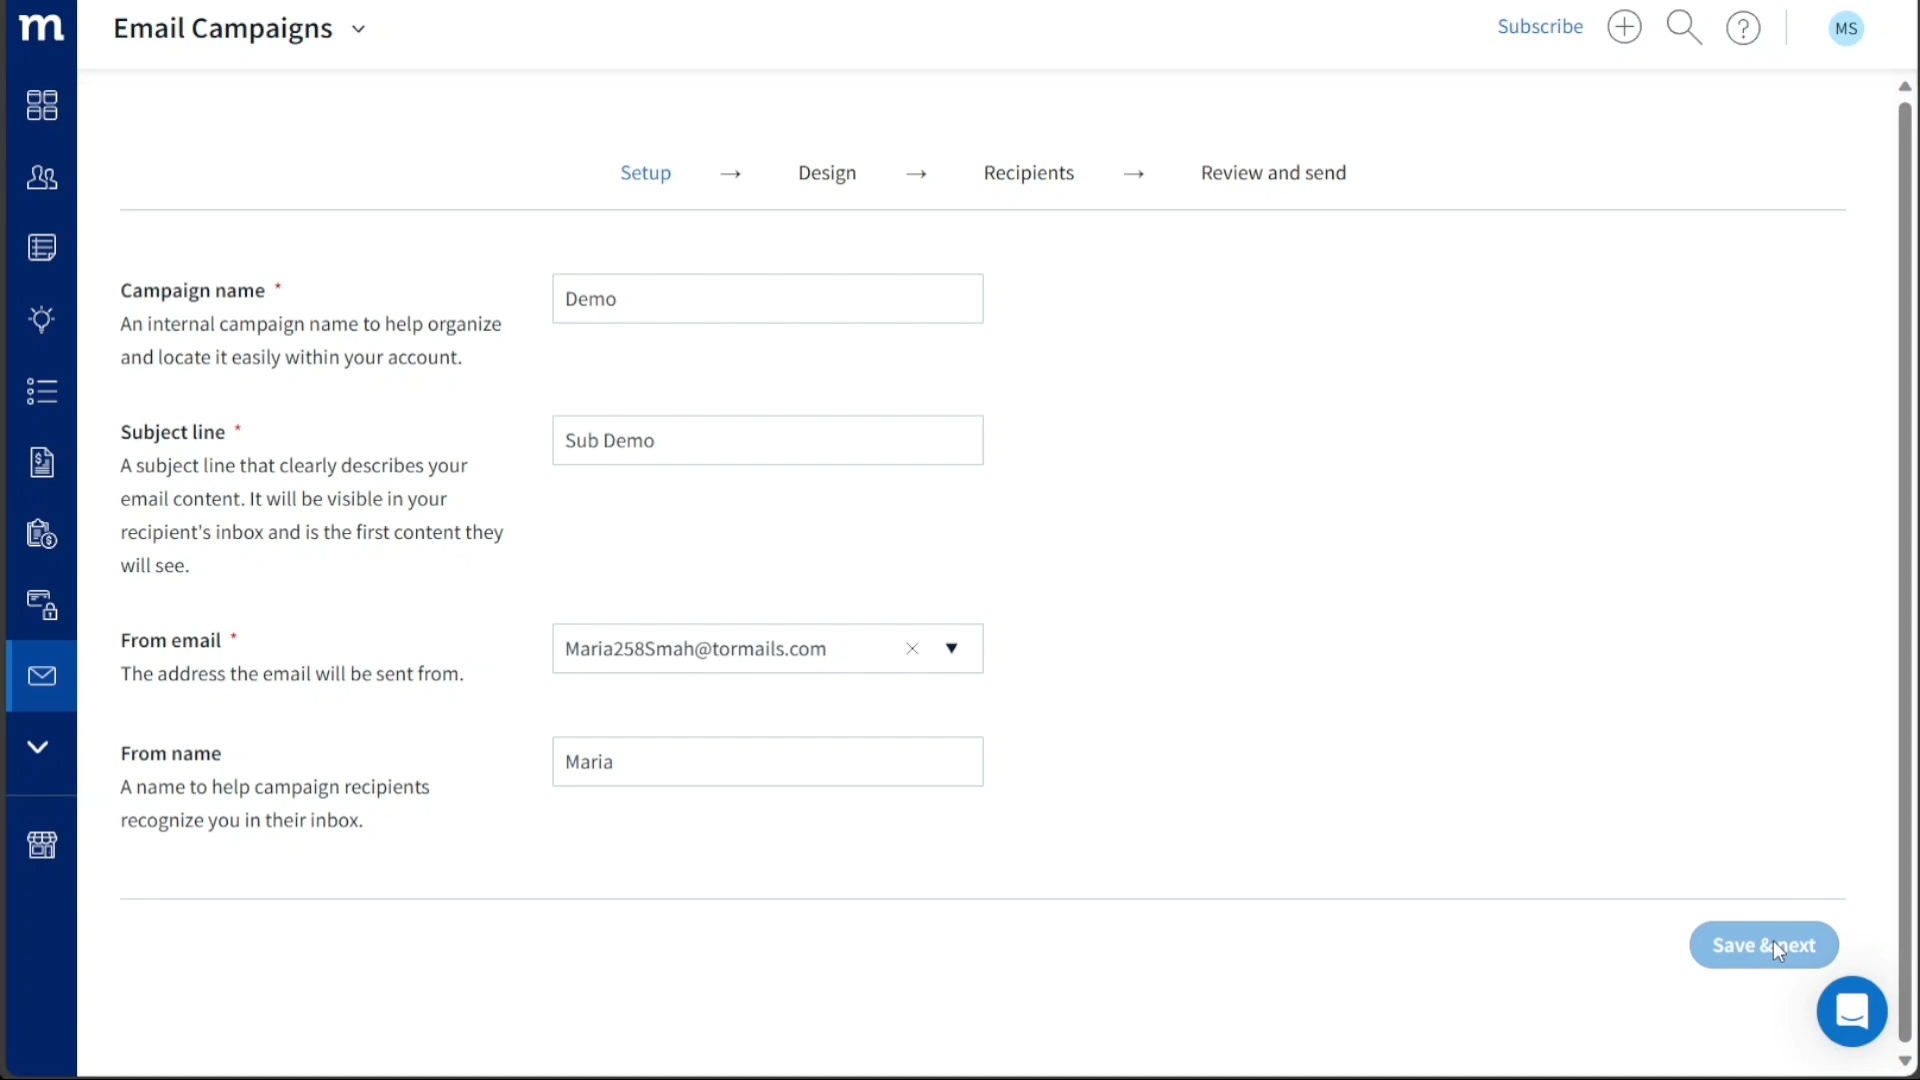 m
Email Campaigns
Subscribe
?
MS
Setup → Design → Recipients → Review and send
Campaign name *
An internal campaign name to help organize
and locate it easily within your account.
Demo
Subject line *
A subject line that clearly describes your
email content. It will be visible in your
recipient's inbox and is the first content they
will see.
Sub Demo
From email *
The address the email will be sent from.
Maria258Smah@tormails.com
From name
A name to help campaign recipients
recognize you in their inbox.
Maria
Save & next